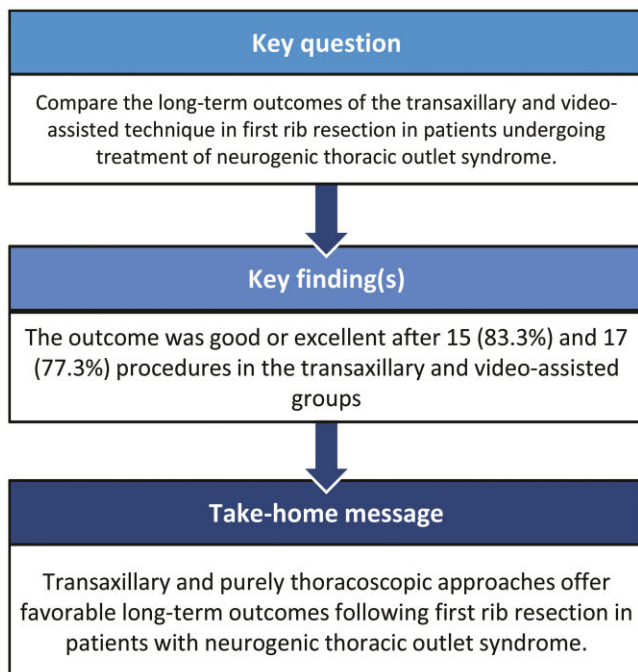 Key question
Compare the long-term outcomes of the transaxillary and video-
assisted technique in first rib resection in patients undergoing
treatment of neurogenic thoracic outlet syndrome.
Key finding(s)
The outcome was good or excellent after 15 (83.3%) and 17
(77.3%) procedures in the transaxillary and video-assisted
groups
Take-home message
Transaxillary and purely thoracoscopic approaches offer
favorable long-term outcomes following first rib resection in
patients with neurogenic thoracic outlet syndrome.